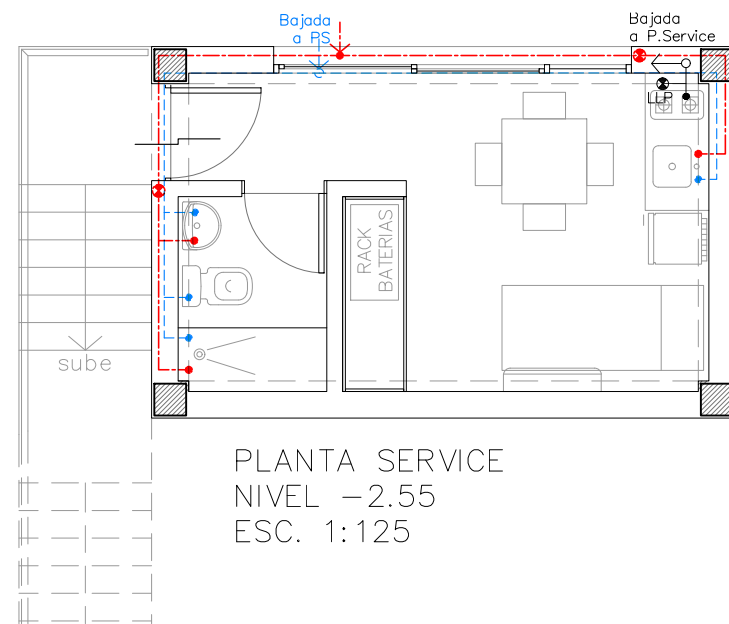 Bajada
a PS
Bajada
a P.Service
LLP
RACK
BATERIAS
sube
PLANTA SERVICE
NIVEL -2.55
ESC. 1:125